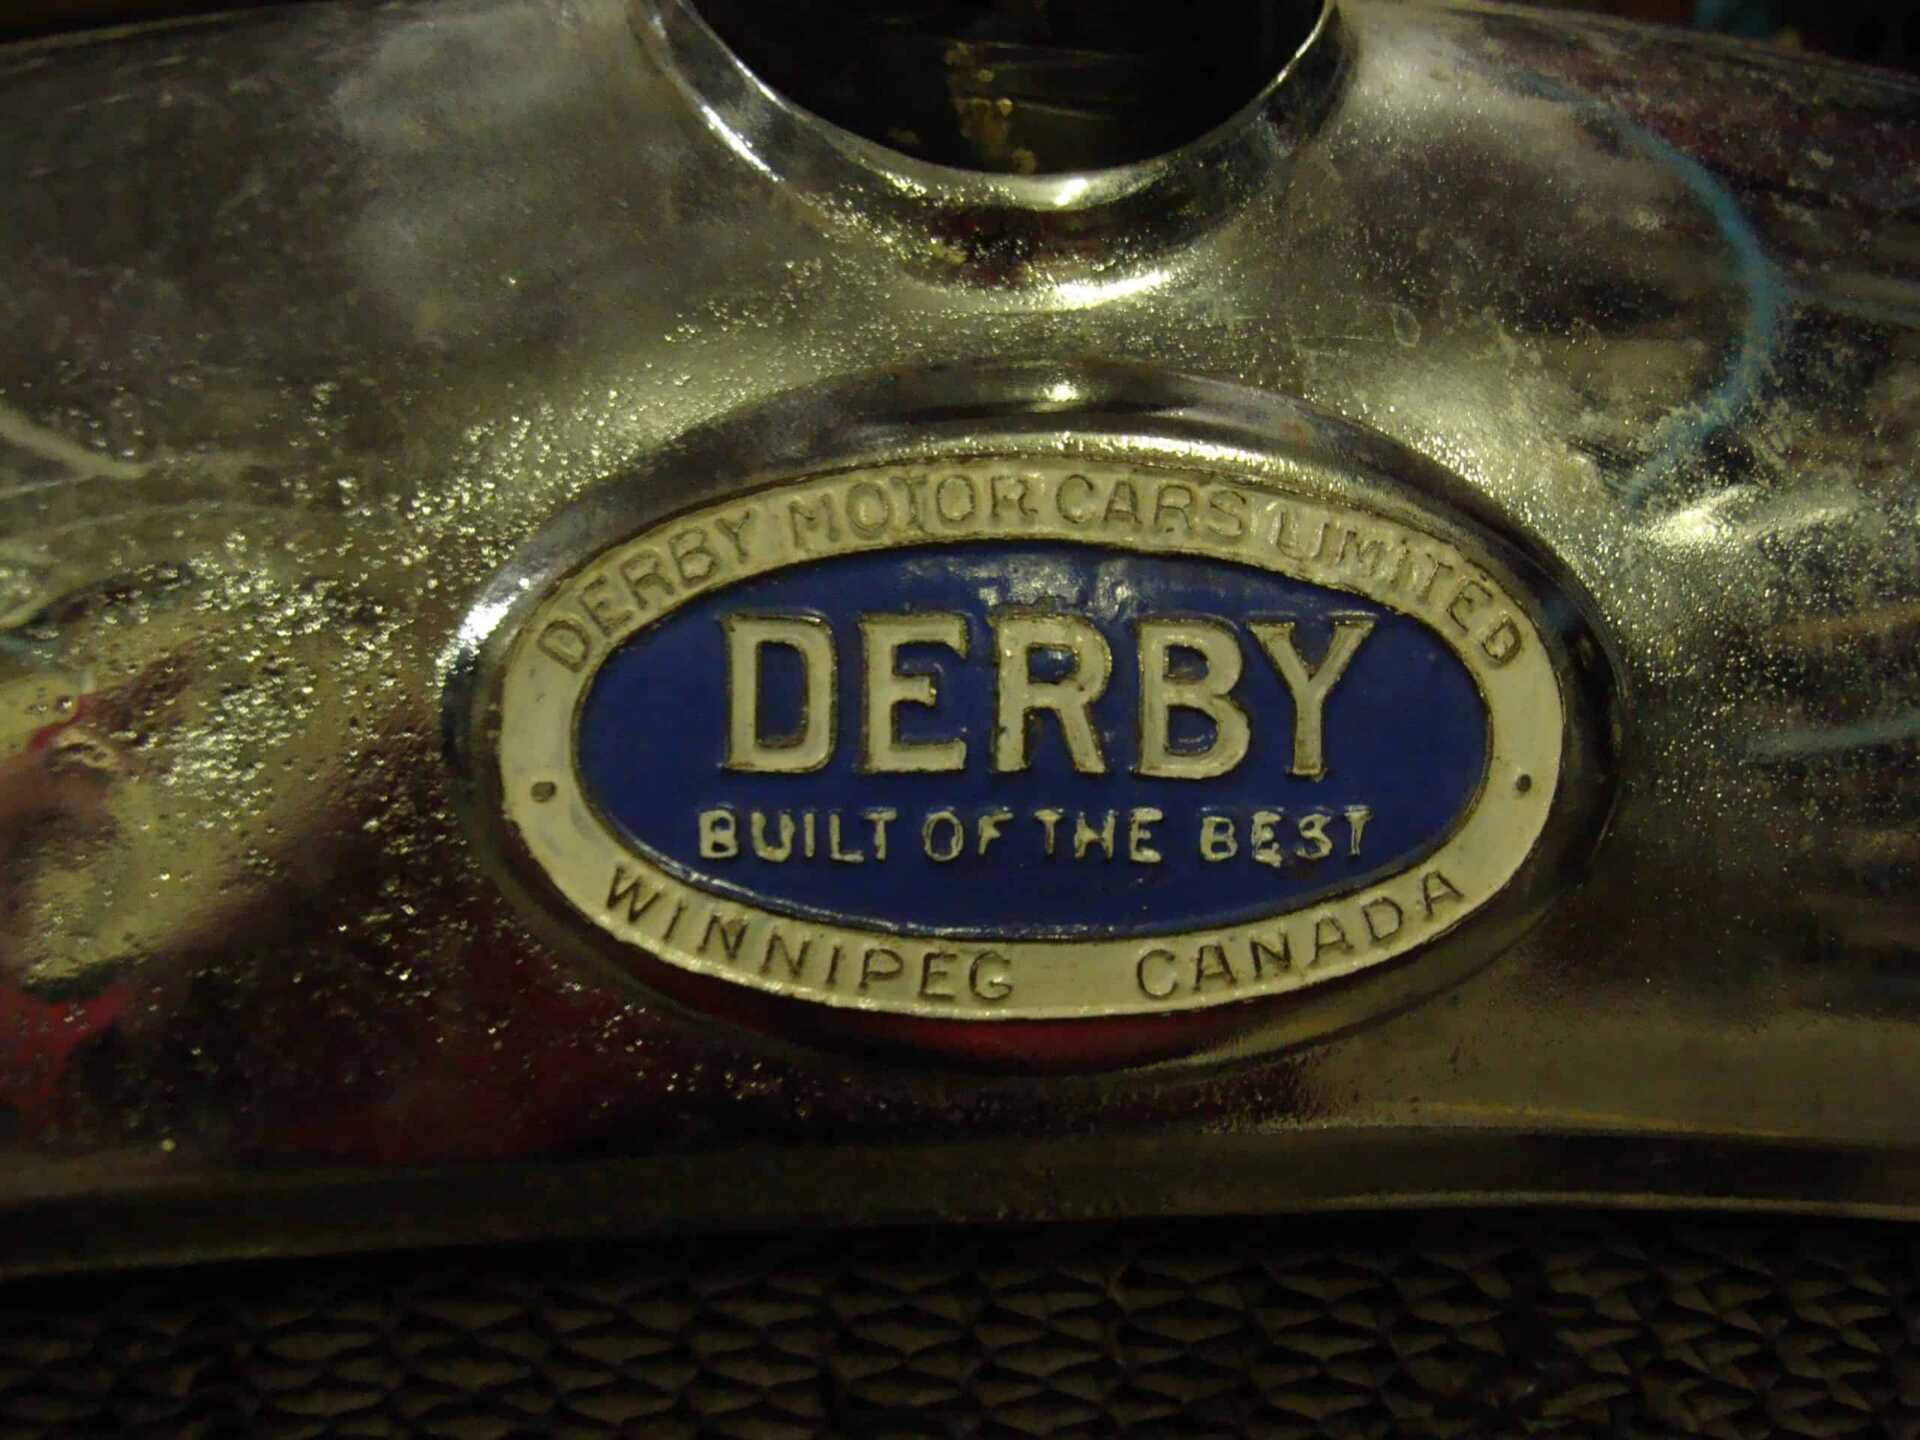 DERBY MOTOR CARS LIMITED
DERBY
BUILT OF THE BEST
WINNIPEG CANADA